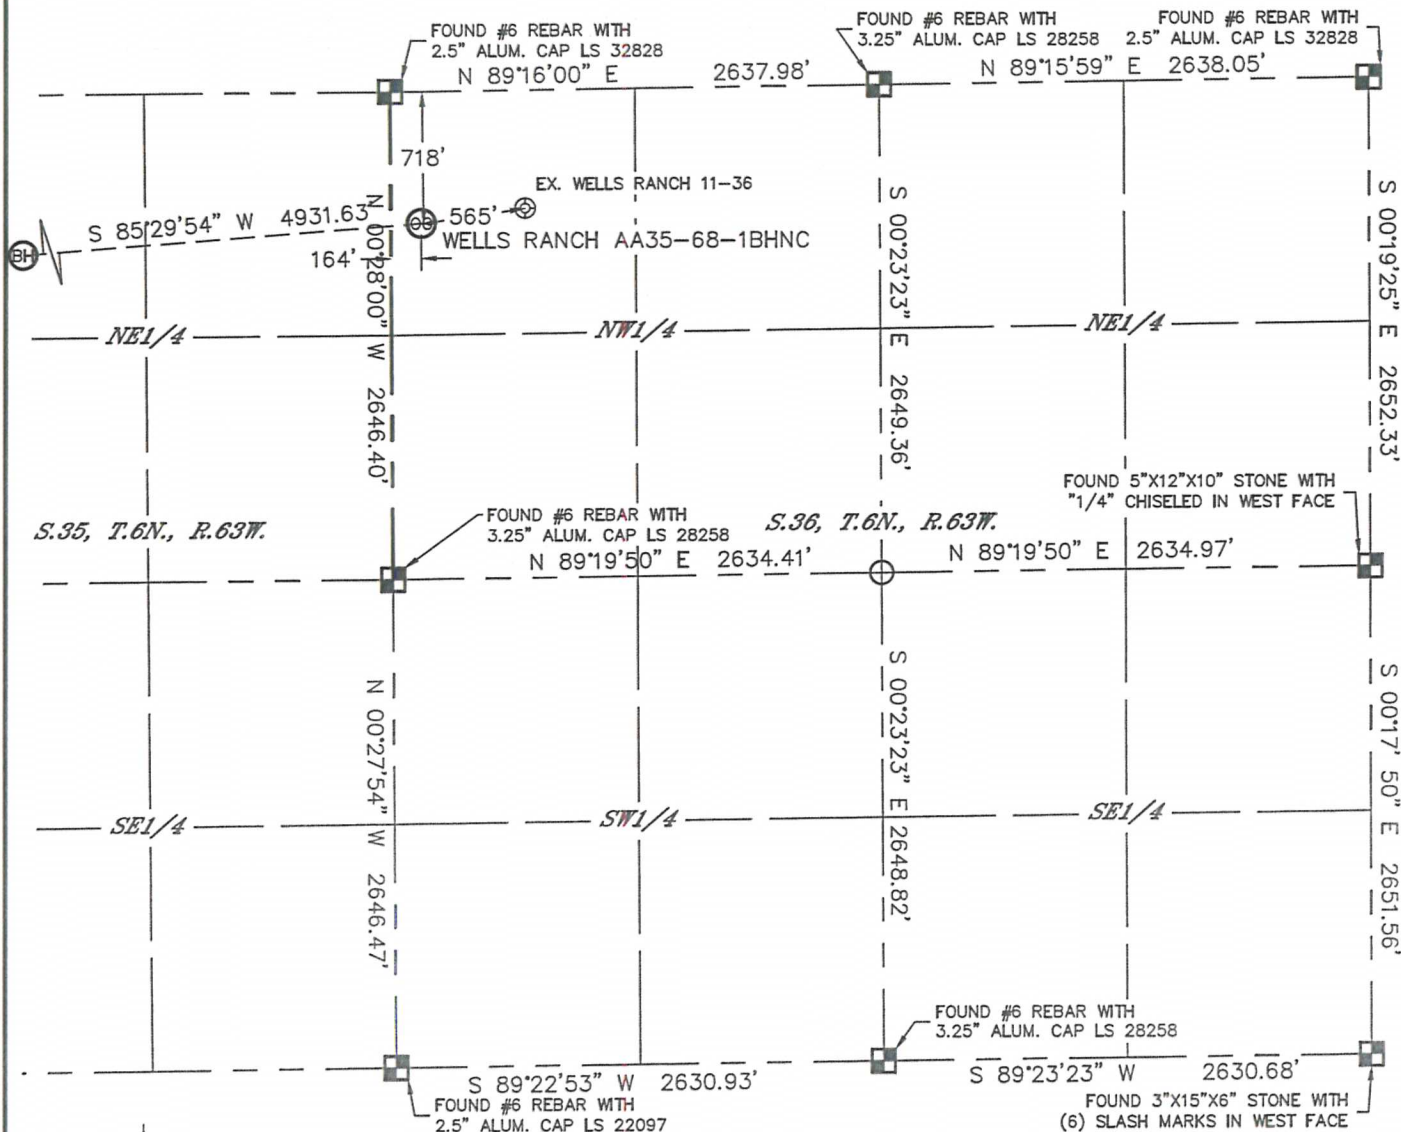 FOUND #6 REBAR WITH
2.5" ALUM. CAP LS 32828
FOUND #6 REBAR WITH
3.25" ALUM. CAP LS 28258
FOUND #6 REBAR WITH
2.5" ALUM. CAP LS 32828
N 89°16'00" E 2637.98'
N 89°15'59" E 2638.05'
718'
EX. WELLS RANCH 11-36
S 85°29'54" W 4931.63'
565'
BH
WELLS RANCH AA35-68-1BHNC
164'
N 00°28'00" W 2646.40'
S 00°23'23" E 2649.36'
S 00°19'25" E 2652.33'
NE1/4
NW1/4
NE1/4
FOUND 5"X12"X10" STONE WITH
"1/4" CHISELED IN WEST FACE
S.35, T.6N., R.63W.
FOUND #6 REBAR WITH
3.25" ALUM. CAP LS 28258
S.36, T.6N., R.63W.
N 89°19'50" E 2634.41'
N 89°19'50" E 2634.97'
N 00°27'54" W 2646.47'
S 00°23'23" E 2648.82'
S 00°17' 50" E 2651.56'
SE1/4
SW1/4
SE1/4
FOUND #6 REBAR WITH
3.25" ALUM. CAP LS 28258
S 89°22'53" W 2630.93'
S 89°23'23" W 2630.68'
FOUND #6 REBAR WITH
2.5" ALUM. CAP LS 22097
FOUND 3"X15"X6" STONE WITH
(6) SLASH MARKS IN WEST FACE